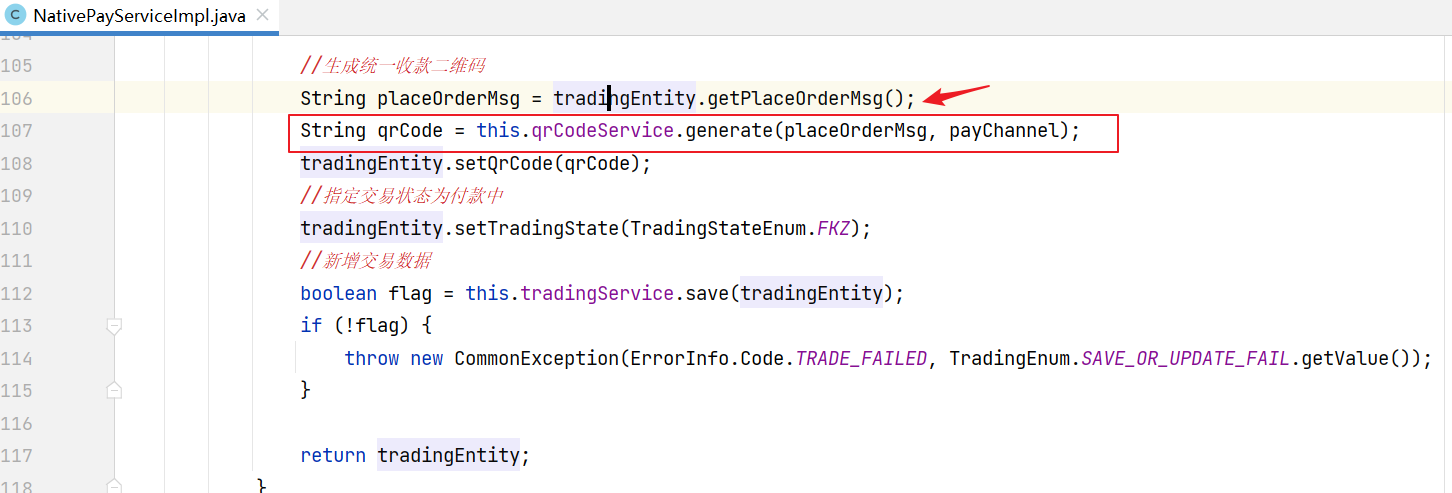 NativePayServiceImpl.java
104
105 //生成统一收款二维码
106 String placeOrderMsg = tradingEntity.getPlaceOrderMsg();
107 String qrCode = this.qrCodeService.generate(placeOrderMsg, payChannel);
108 tradingEntity.setQrCode(qrCode);
109 //指定交易状态为付款中
110 tradingEntity.setTradingState(TradingStateEnum.FKZ);
111 //新增交易数据
112 boolean flag = this.tradingService.save(tradingEntity);
113 if (!flag) {
114 throw new CommonException(ErrorInfo.Code.TRADE_FAILED, TradingEnum.SAVE_OR_UPDATE_FAIL.getValue());
115 }
116
117 return tradingEntity;
118 }